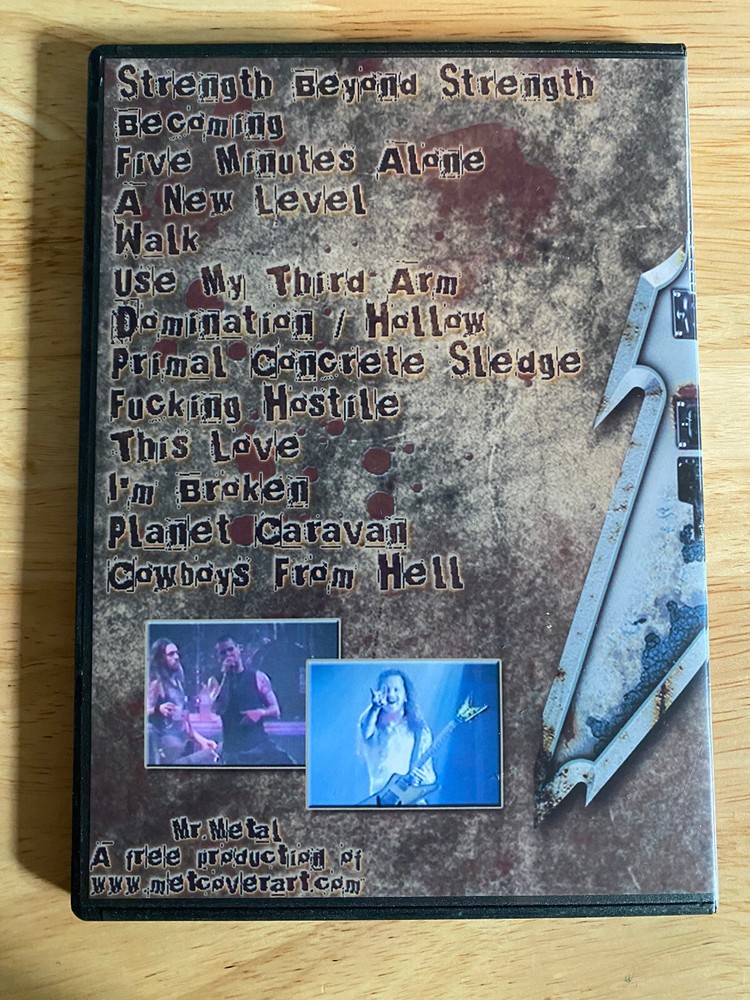 Strength Beyond Strength
Becoming
Five Minutes Alone
A New Level
Walk
Use My Third Arm
Domination / Hollow
Primal Concrete Sledge
Fucking Hostile
This Love
I'm Broken
Planet Caravan
Cowboys From Hell
Mr.Metal
A free production of
www.metcoverart.com